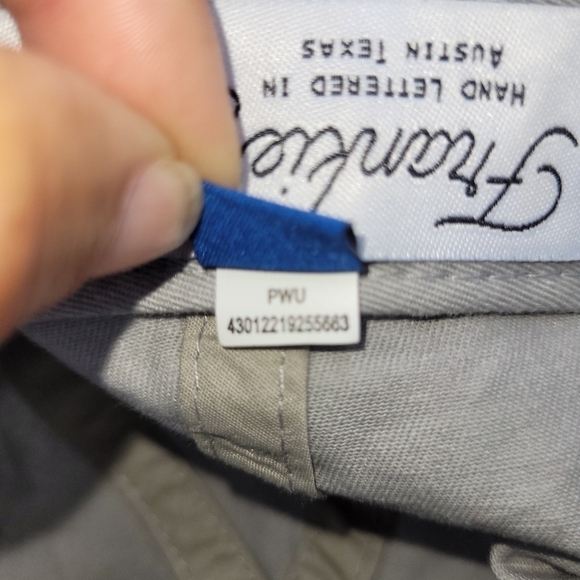 Frankie
HAND LETTERED IN
AUSTIN TEXAS
PWU
43012219255663